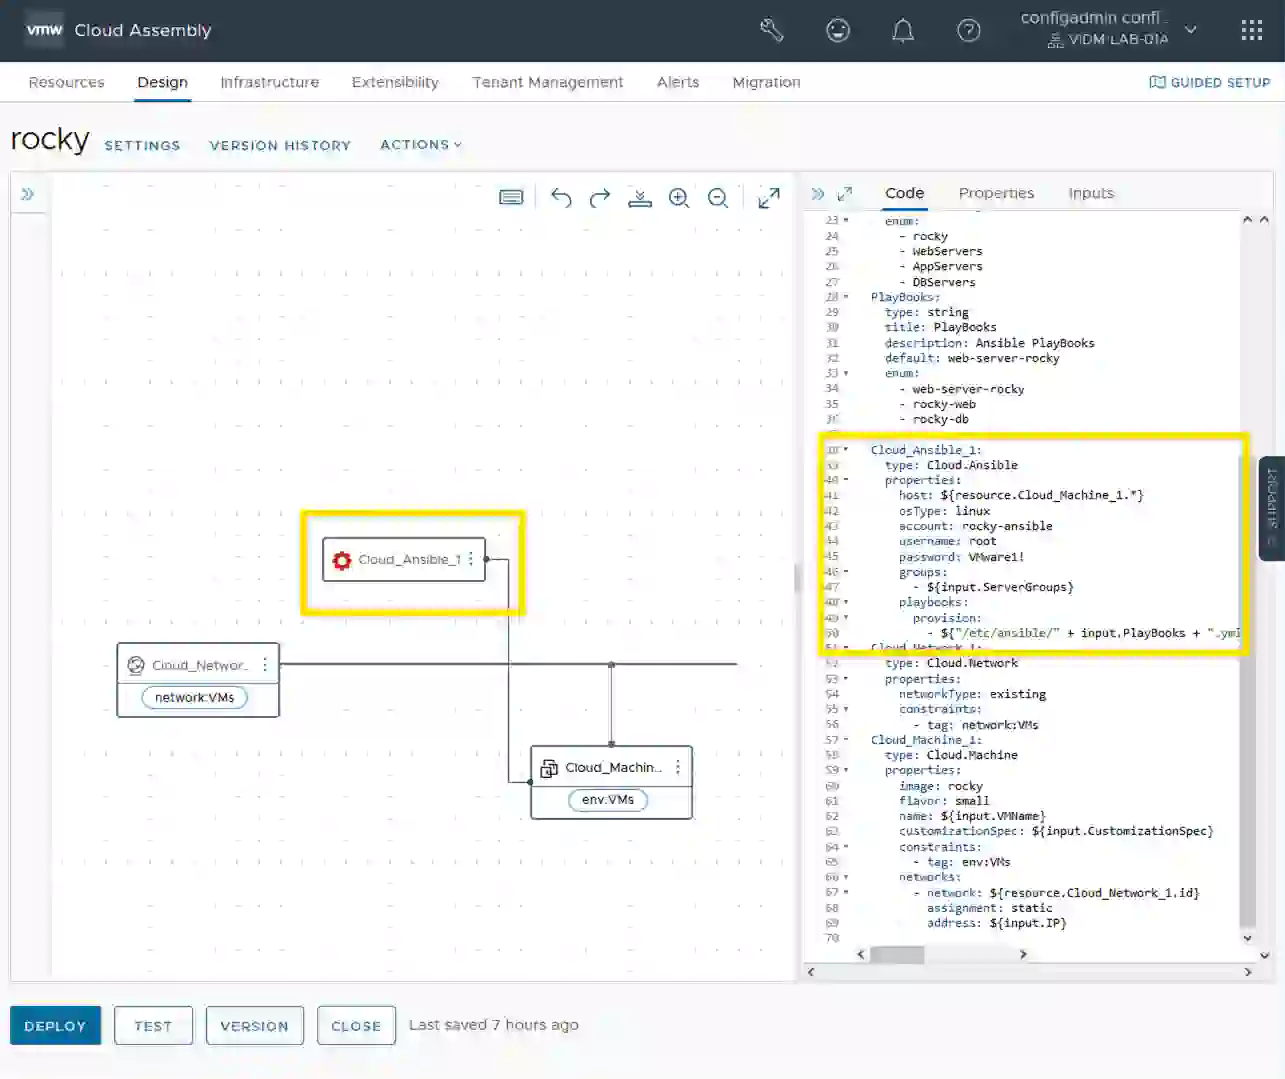 vmw Cloud Assembly
configadmin confi...
VIDM-LAB-01A
Resources Design Infrastructure Extensibility Tenant Management Alerts Migration GUIDED SETUP
rocky SETTINGS VERSION HISTORY ACTIONS
Code Properties Inputs
Cloud_Ansible_1
Cloud_Networ...
network:VMs
Cloud_Machin...
env:VMs
23 enum:
24 - rocky
25 - WebServers
26 - AppServers
27 - DBServers
28 PlayBooks:
29 type: string
30 title: PlayBooks
31 description: Ansible PlayBooks
32 default: web-server-rocky
33 enum:
34 - web-server-rocky
35 - rocky-web
36 - rocky-db
38 Cloud_Ansible_1:
39 type: Cloud.Ansible
40 properties:
41 host: ${resource.Cloud_Machine_1.*}
42 osType: linux
43 account: rocky-ansible
44 username: root
45 password: VMware1!
46 groups:
47 - ${input.ServerGroups}
48 playbooks:
49 provision:
50 - ${"/etc/ansible/" + input.PlayBooks + ".yml
51 Cloud_Network_1:
52 type: Cloud.Network
53 properties:
54 networkType: existing
55 constraints:
56 - tag: network:VMs
57 Cloud_Machine_1:
58 type: Cloud.Machine
59 properties:
60 image: rocky
61 flavor: small
62 name: ${input.VMName}
63 customizationSpec: ${input.CustomizationSpec}
64 constraints:
65 - tag: env:VMs
66 networks:
67 - network: ${resource.Cloud_Network_1.id}
68 assignment: static
69 address: ${input.IP}
70
SUPPORT
DEPLOY TEST VERSION CLOSE Last saved 7 hours ago